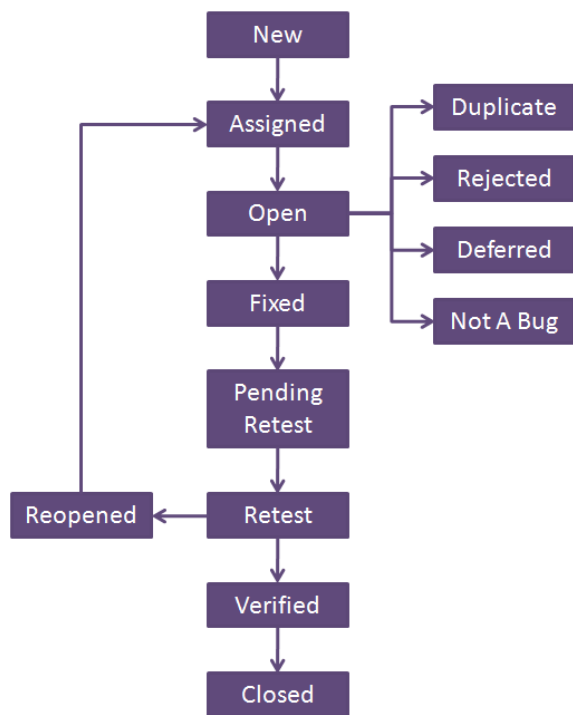 New
Assigned
Duplicate
Rejected
Open
Deferred
Fixed
Not A Bug
Pending
Retest
Reopened
Retest
Verified
Closed